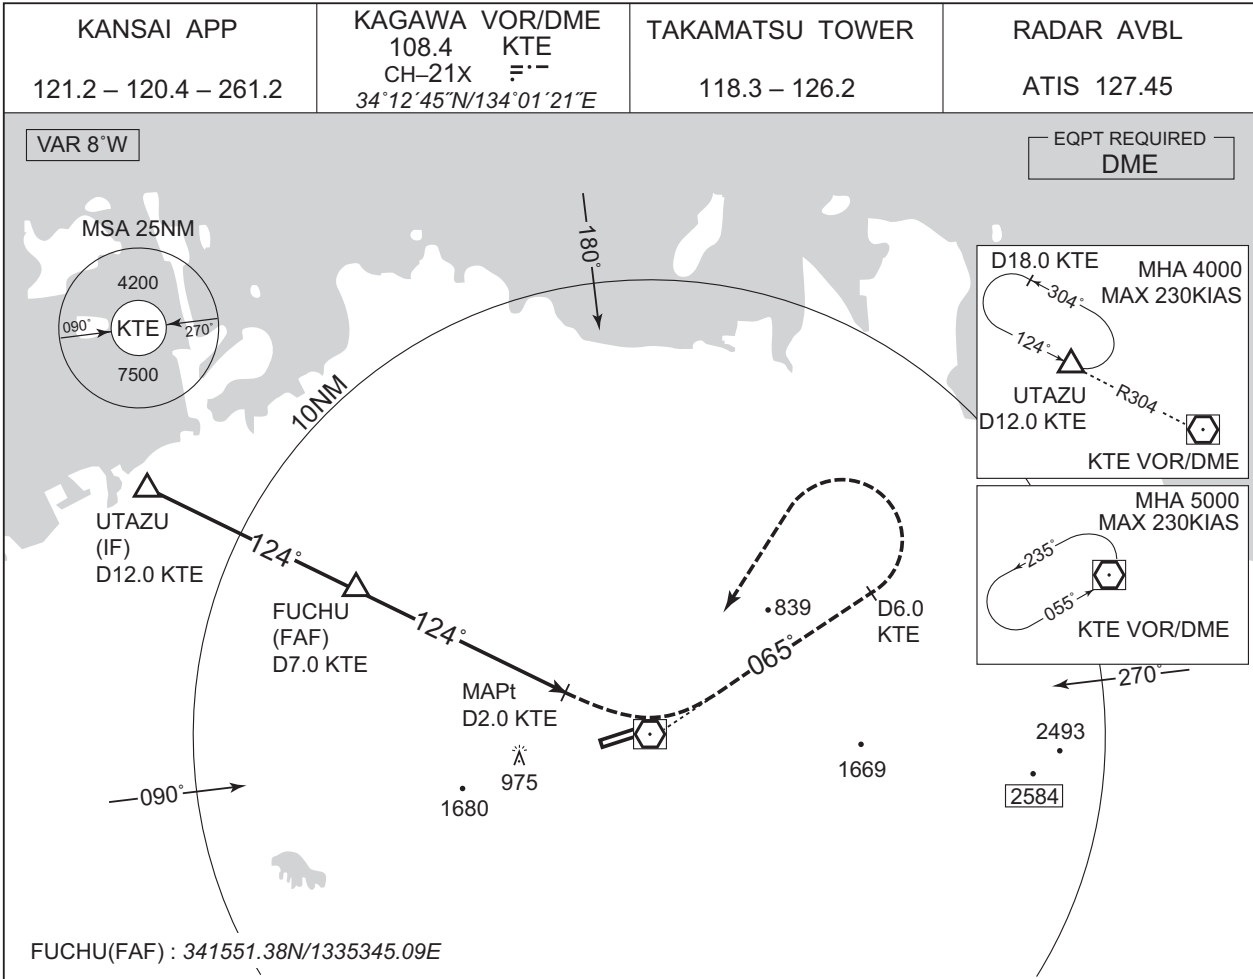 KANSAI APP
121.2 – 120.4 – 261.2
KAGAWA VOR/DME
108.4 KTE
CH–21X
34°12´45˝N/134°01´21˝E
TAKAMATSU TOWER
118.3 – 126.2
RADAR AVBL
ATIS 127.45
VAR 8°W
EQPT REQUIRED
DME
MSA 25NM
4200
090°
KTE
270°
7500
180°
10NM
D18.0 KTE
MHA 4000
MAX 230KIAS
304°
124°
UTAZU
D12.0 KTE
R304
KTE VOR/DME
MHA 5000
MAX 230KIAS
235°
055°
KTE VOR/DME
UTAZU
(IF)
D12.0 KTE
124°
FUCHU
(FAF)
D7.0 KTE
124°
MAPt
D2.0 KTE
065°
839
D6.0
KTE
270°
090°
975
1680
1669
2493
2584
FUCHU(FAF) : 341551.38N/1335345.09E